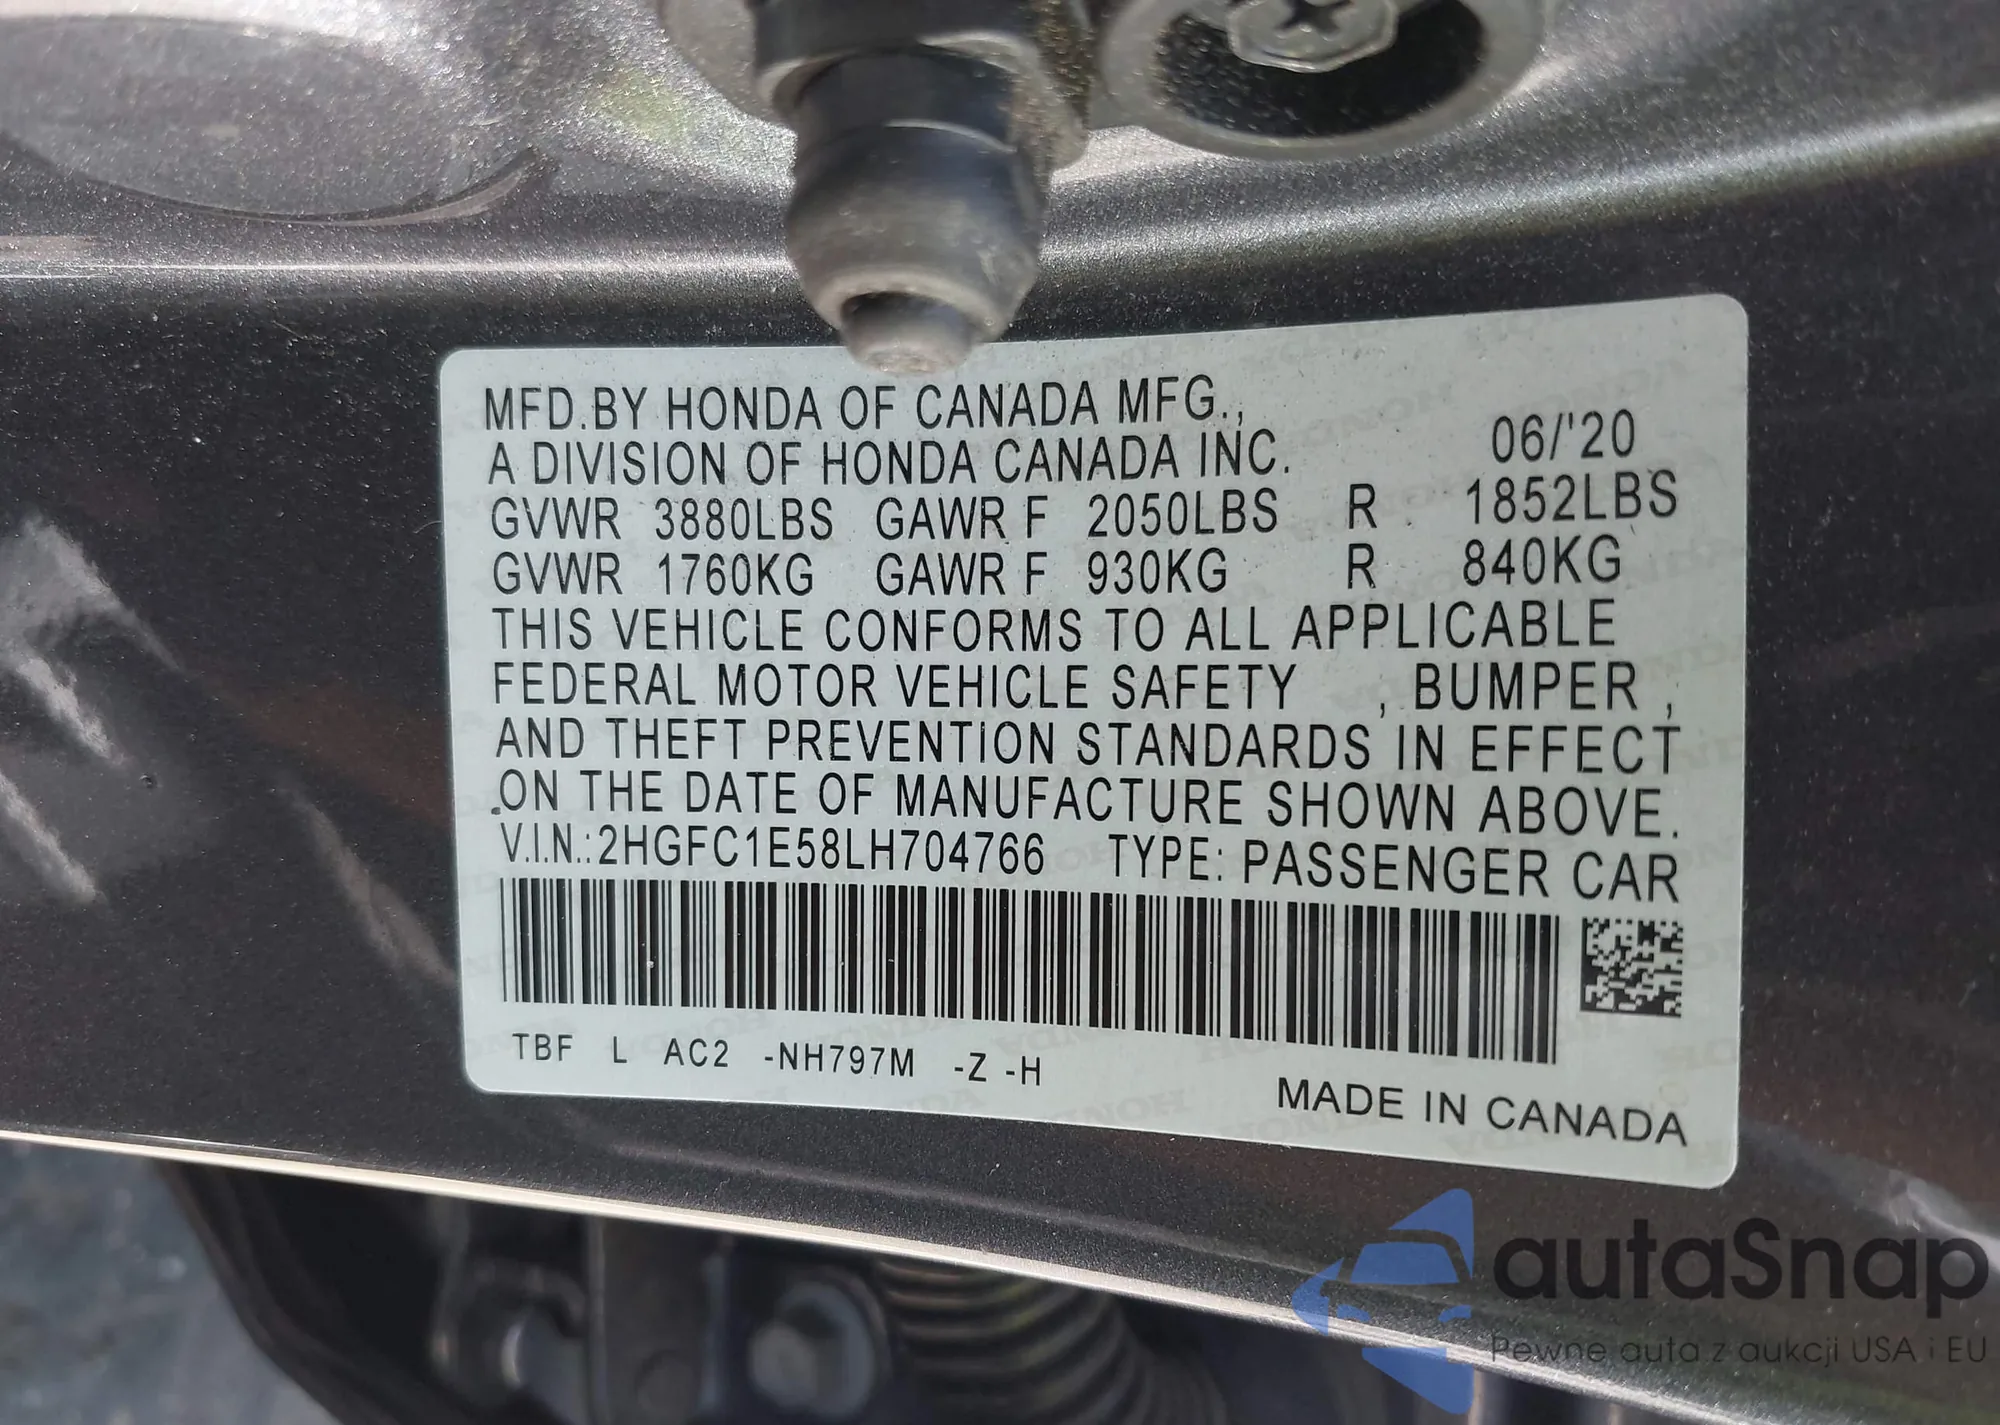 MFD.BY HONDA OF CANADA MFG.,
A DIVISION OF HONDA CANADA INC. 06/'20
GVWR 3880LBS GAWR F 2050LBS R 1852LBS
GVWR 1760KG GAWR F 930KG R 840KG
THIS VEHICLE CONFORMS TO ALL APPLICABLE
FEDERAL MOTOR VEHICLE SAFETY , BUMPER ,
AND THEFT PREVENTION STANDARDS IN EFFECT
ON THE DATE OF MANUFACTURE SHOWN ABOVE.
V.I.N.:2HGFC1E58LH704766 TYPE: PASSENGER CAR
TBF L AC2 -NH797M -Z -H
MADE IN CANADA
autaSnap
Pewne auta z aukcji USA i EU